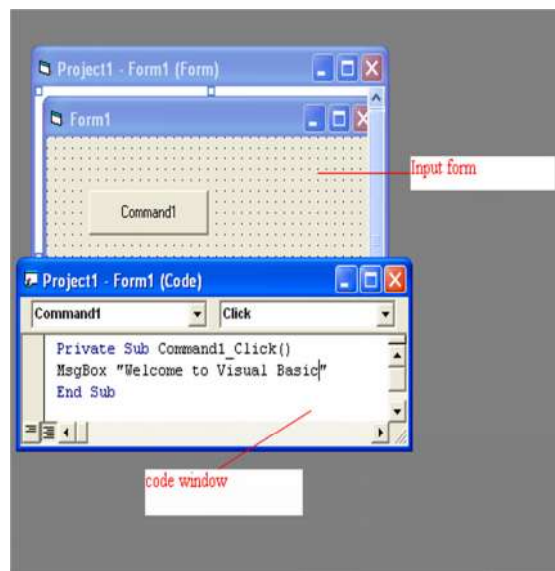 Project1 - Form1 (Form)
Form1
Input form
Command1
Project1 - Form1 (Code)
Command1
Click
Private Sub Command1_Click()
MsgBox "Welcome to Visual Basic"
End Sub
code window